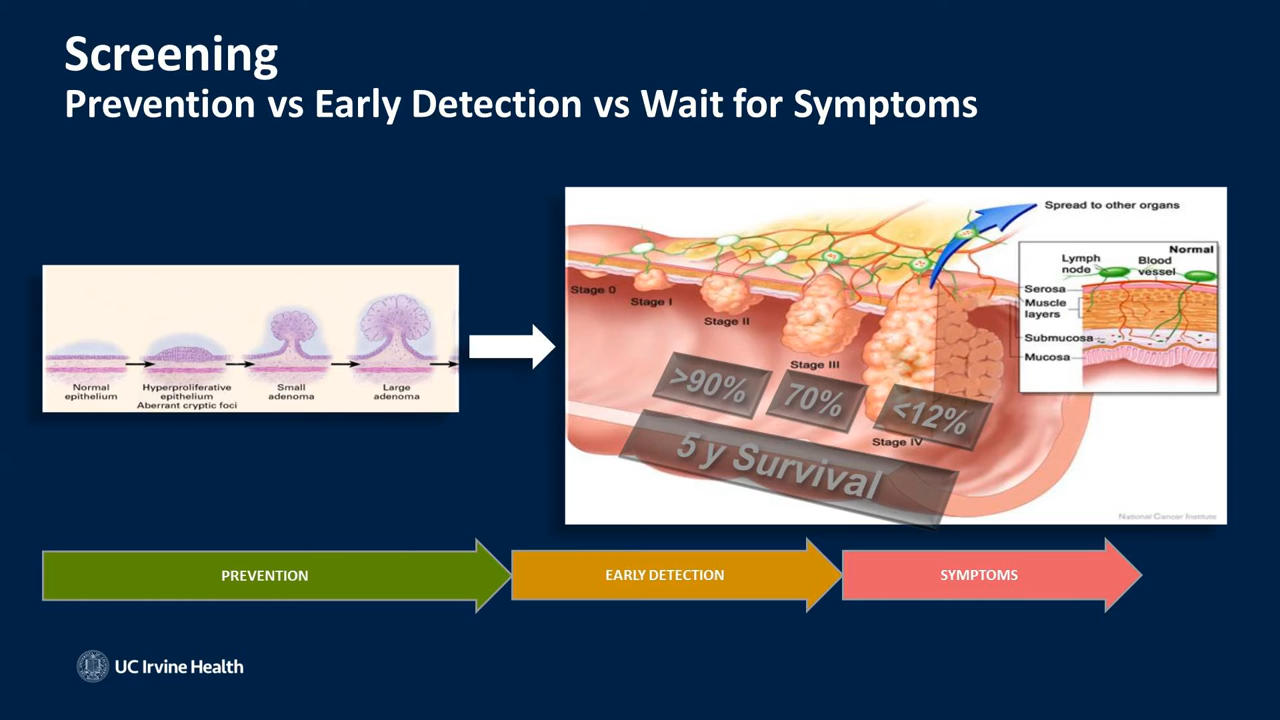 Screening
Prevention vs Early Detection vs Wait for Symptoms
Normal
epithelium
Hyperproliferative
epithelium
Aberrant cryptic foci
Small
adenoma
Large
adenoma
Spread to other organs
Stage 0
Stage I
Stage II
Stage III
Stage IV
Normal
Lymph
node
Blood
vessel
Serosa
Muscle
layers
Submucosa
Mucosa
>90%
70%
<12%
5 y Survival
National Cancer Institute
PREVENTION
EARLY DETECTION
SYMPTOMS
UC Irvine Health